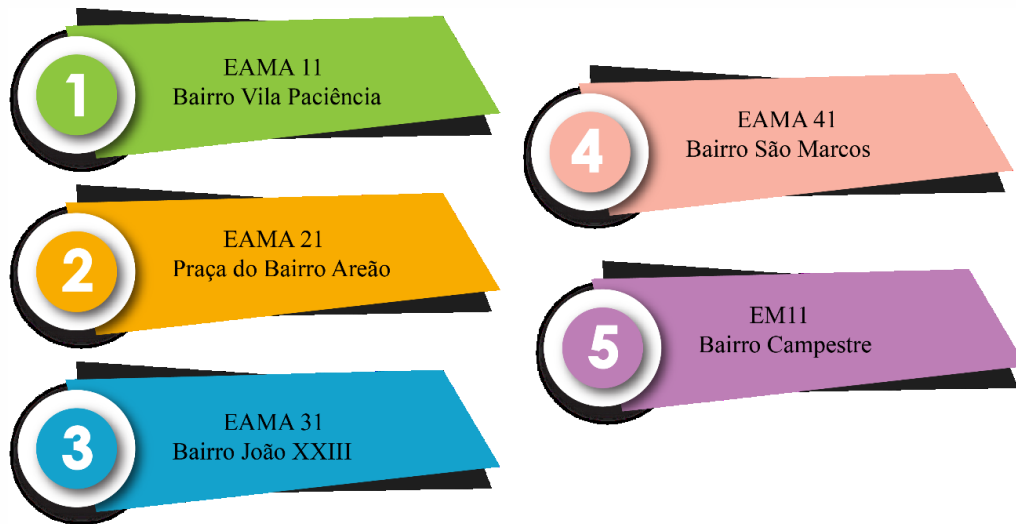 1
EAMA 11
Bairro Vila Paciência
2
EAMA 21
Praça do Bairro Areão
3
EAMA 31
Bairro João XXIII
4
EAMA 41
Bairro São Marcos
5
EM11
Bairro Campestre